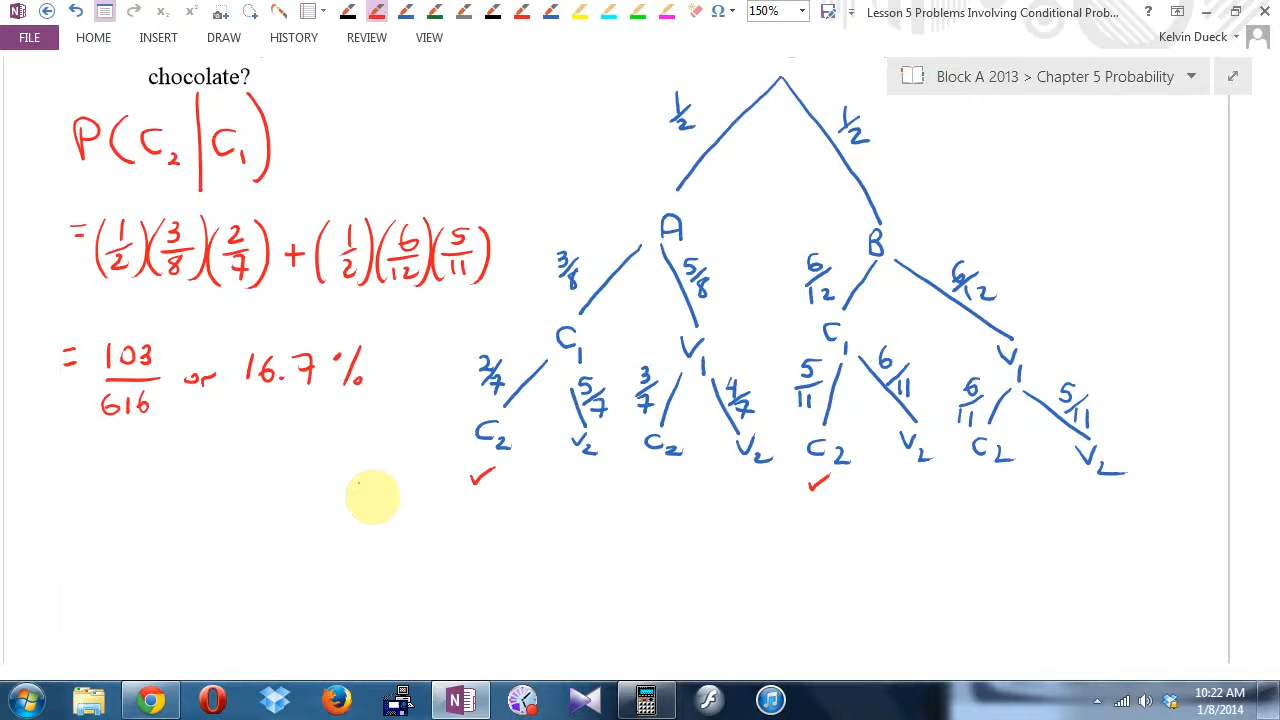 150%
Lesson 5 Problems Involving Conditional Prob...
FILE HOME INSERT DRAW HISTORY REVIEW VIEW
Kelvin Dueck
Block A 2013 > Chapter 5 Probability
chocolate?
P(C₂|C₁)
= (1/2)(3/8)(2/7) + (1/2)(6/12)(5/11)
= 103/616 or 16.7%
1/2 1/2
A B
3/8 5/8 6/12 6/12
C₁ V₁ C₁ V₁
2/7 5/7 3/7 4/7 5/11 6/11 6/11 5/11
C₂ V₂ C₂ V₂ C₂ V₂ C₂ V₂
✓ ✓
10:22 AM
1/8/2014